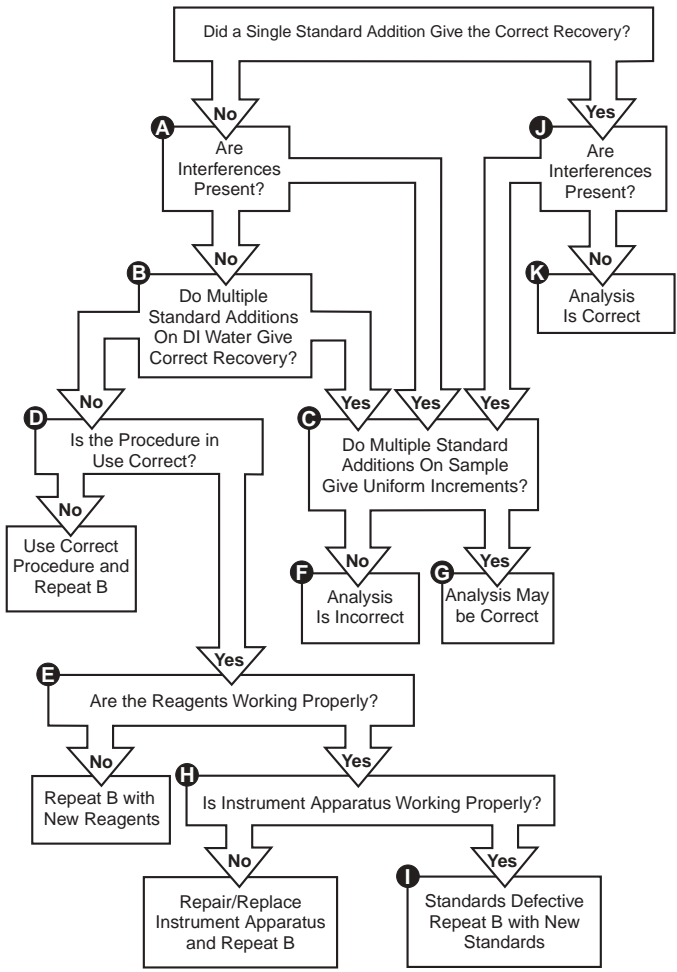 Did a Single Standard Addition Give the Correct Recovery?
No
Yes
A
Are
Interferences
Present?
J
Are
Interferences
Present?
No
No
B
Do Multiple
Standard Additions
On DI Water Give
Correct Recovery?
K
Analysis
Is Correct
No
Yes
Yes
Yes
D
Is the Procedure in
Use Correct?
C
Do Multiple Standard
Additions On Sample
Give Uniform Increments?
No
Use Correct
Procedure and
Repeat B
No
Yes
F
Analysis
Is Incorrect
G
Analysis May
be Correct
Yes
E
Are the Reagents Working Properly?
No
Yes
Repeat B with
New Reagents
H
Is Instrument Apparatus Working Properly?
No
Yes
Repair/Replace
Instrument Apparatus
and Repeat B
I
Standards Defective
Repeat B with New
Standards